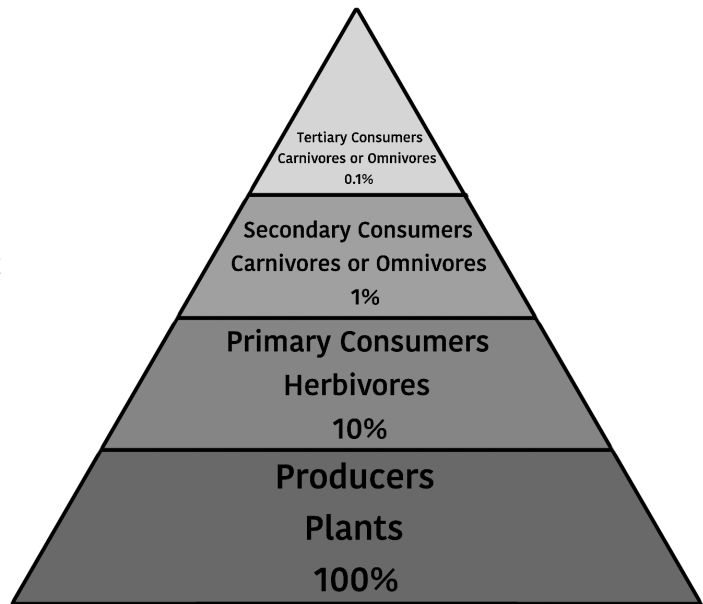 Tertiary Consumers
Carnivores or Omnivores
0.1%
Secondary Consumers
Carnivores or Omnivores
1%
Primary Consumers
Herbivores
10%
Producers
Plants
100%